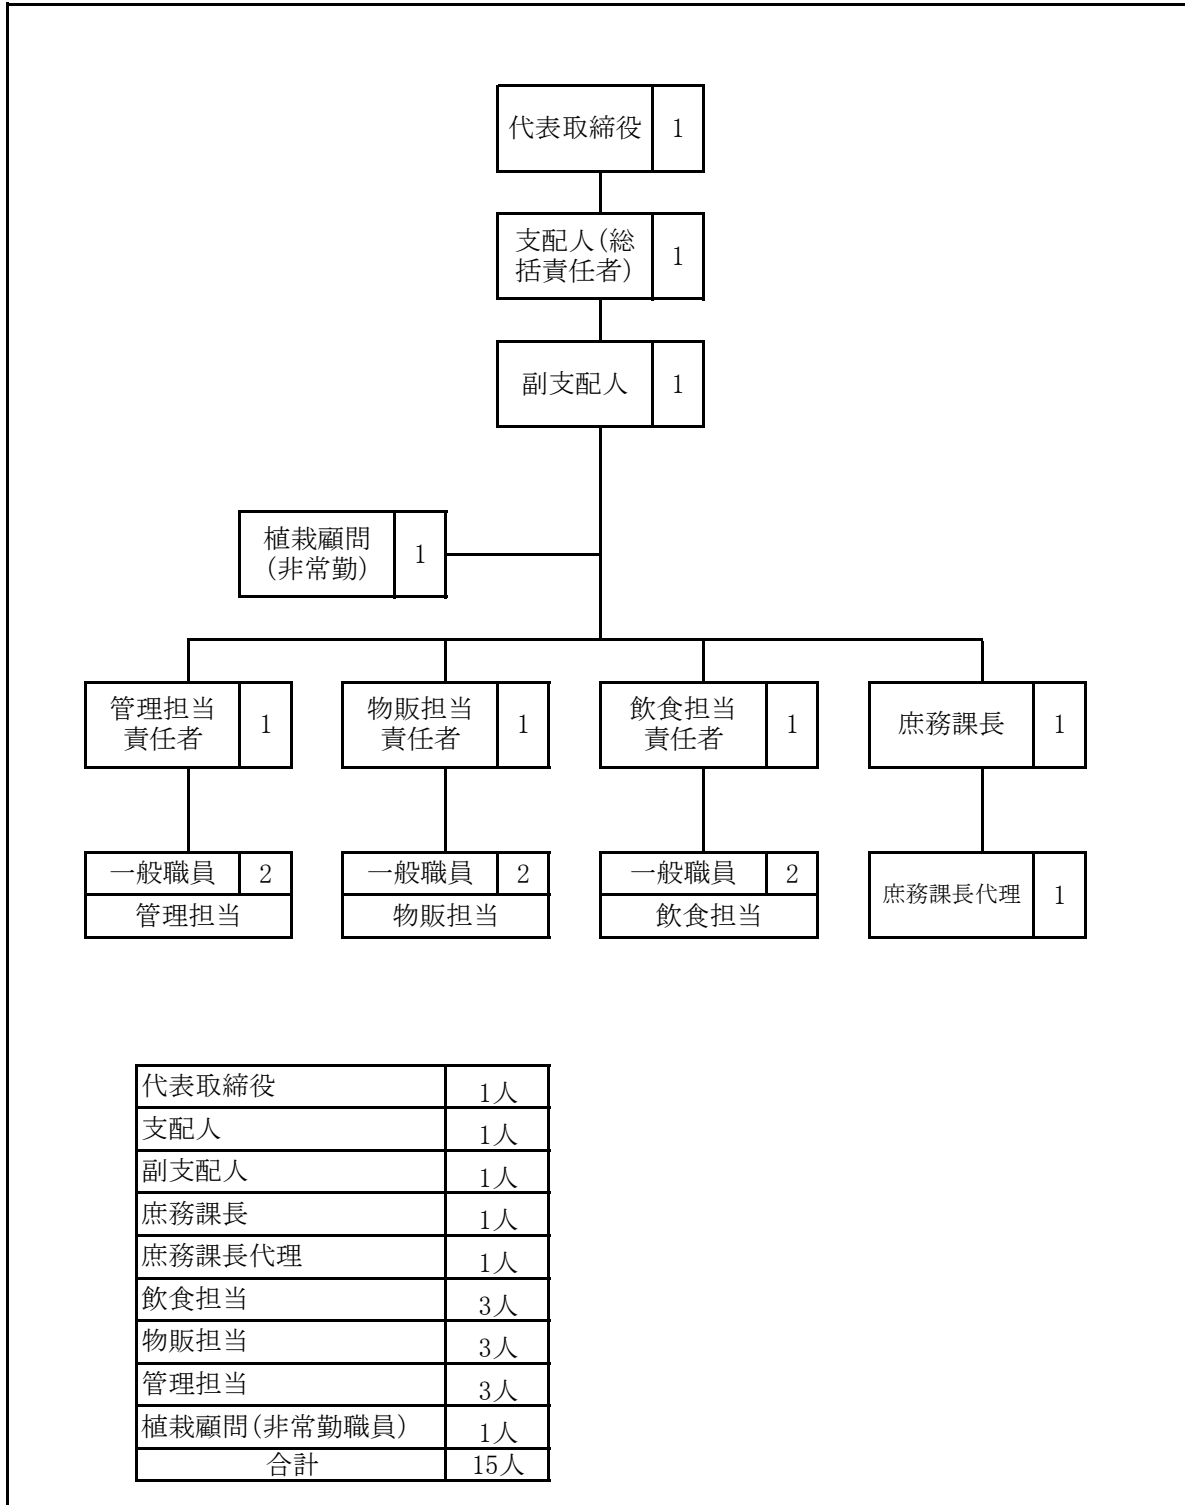 代表取締役 1
支配人(総
括責任者) 1
副支配人 1
植栽顧問
(非常勤) 1
管理担当
責任者 1
物販担当
責任者 1
飲食担当
責任者 1
庶務課長 1
一般職員 2
管理担当
一般職員 2
物販担当
一般職員 2
飲食担当
庶務課長代理 1
代表取締役 1人
支配人 1人
副支配人 1人
庶務課長 1人
庶務課長代理 1人
飲食担当 3人
物販担当 3人
管理担当 3人
植栽顧問(非常勤職員) 1人
合計 15人